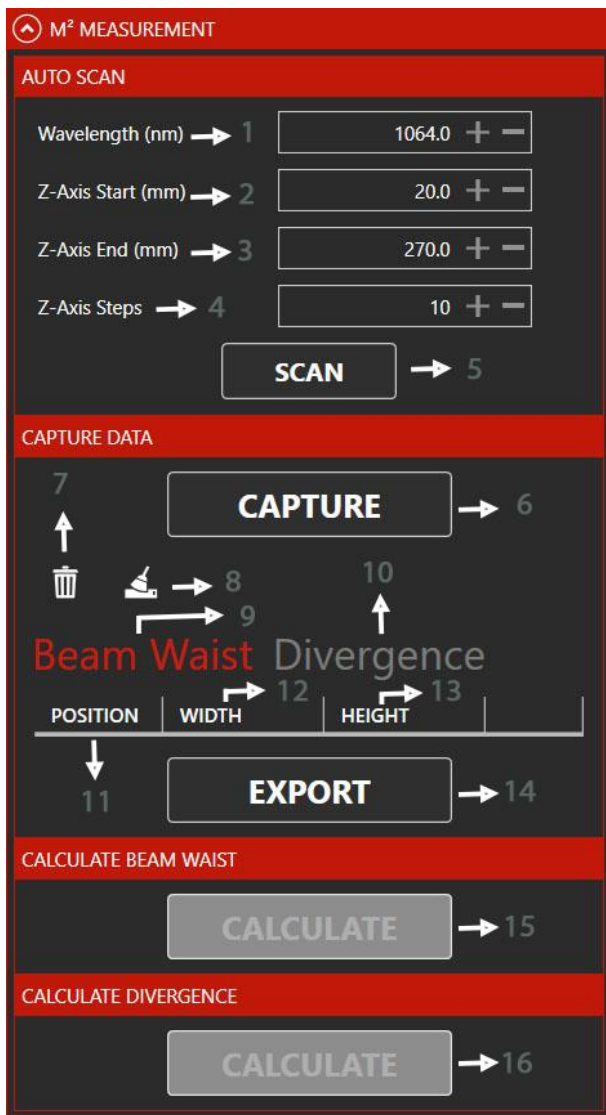 M² MEASUREMENT
AUTO SCAN
Wavelength (nm) 1 1064.0 + −
Z-Axis Start (mm) 2 20.0 + −
Z-Axis End (mm) 3 270.0 + −
Z-Axis Steps 4 10 + −
SCAN 5
CAPTURE DATA
7
CAPTURE 6
8
10
9
Beam Waist Divergence
12 13
POSITION WIDTH HEIGHT
11
EXPORT 14
CALCULATE BEAM WAIST
CALCULATE 15
CALCULATE DIVERGENCE
CALCULATE 16